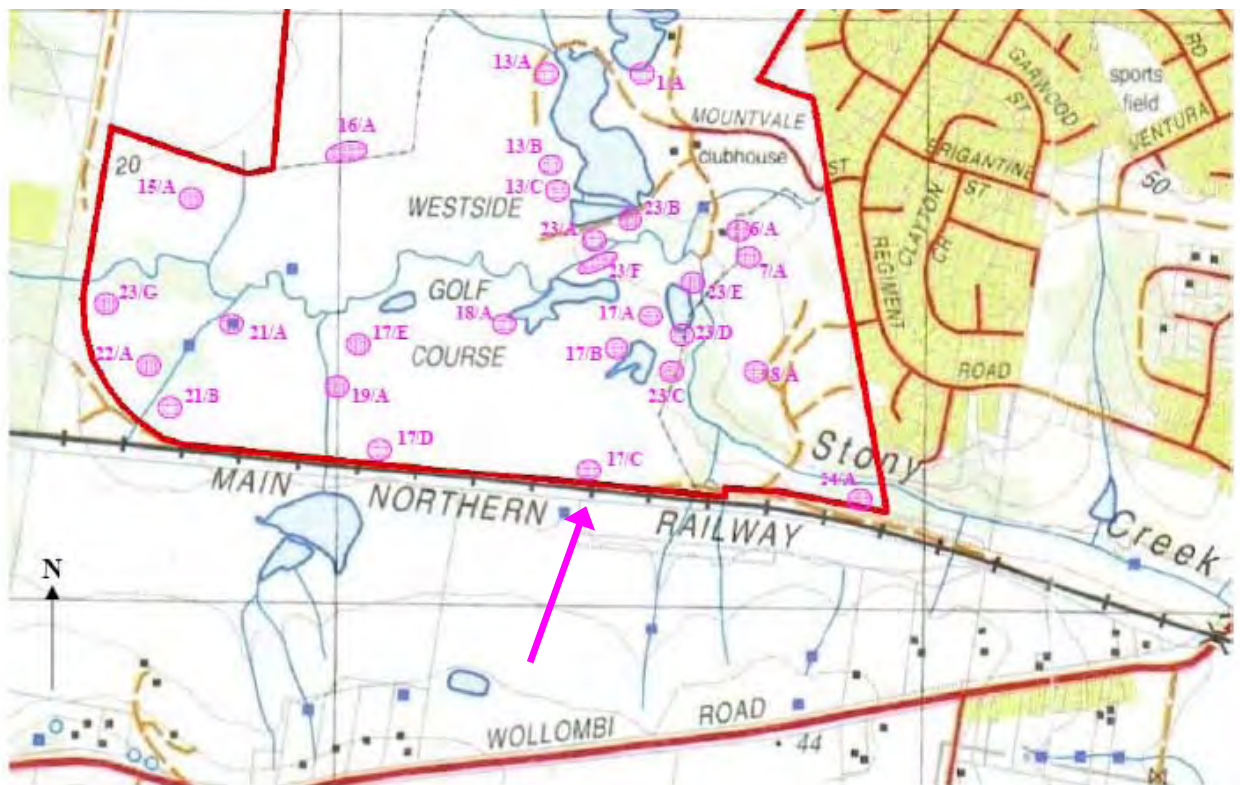 13/A
1/A
GARWOOD
ST
sports
field
RO
VENTURA
16/A
MOUNTVALE
20
13/B
clubhouse
ST
BRIGANTINE
ST
50
15/A
13/C
WESTSIDE
23/B
CLAYTON
CR
23/A
6/A
23/F
7/A
REGIMENT
23/G
GOLF
23/E
21/A
18/A
17/A
17/E
COURSE
17/B
23/D
22/A
8/A
ROAD
21/B
19/A
23/C
17/D
17/C
Stony
24/A
MAIN NORTHERN RAILWAY
Creek
N
WOLLOMBI ROAD
44